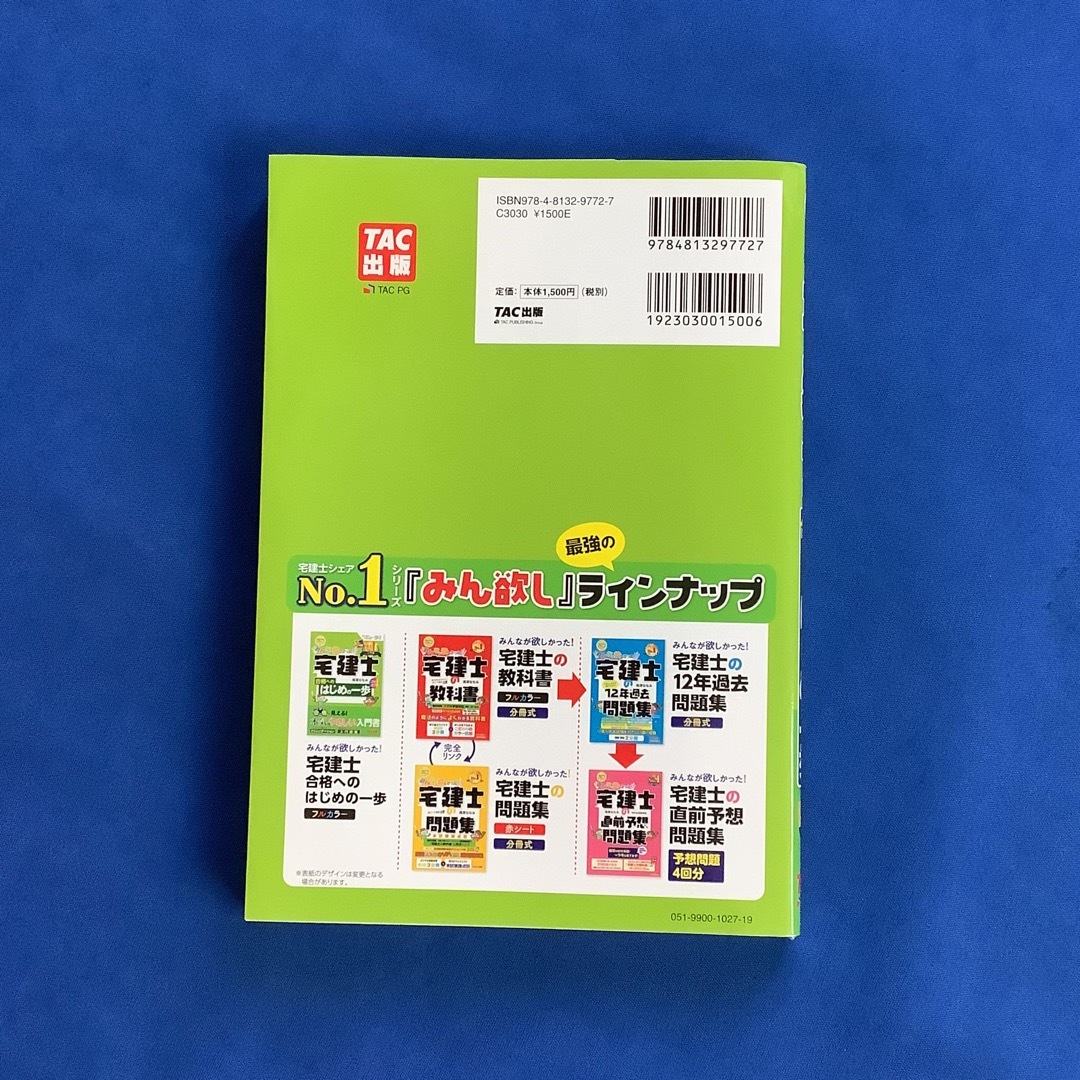 ISBN978-4-8132-9772-7
C3030 ¥1500E
9784813297727
定価: 本体1,500円 (税別)
TAC出版
TAC PUBLISHING Group
1923030015006
TAC
出版
TAC PG
最強の
宅建士シェア
No.1
シリーズ
『みん欲し』ラインナップ
宅建士
合格への
はじめの一歩
やさしい入門書
みんなが欲しかった!
宅建士
合格への
はじめの一歩
フルカラー
宅建士
の
教科書
みんなが欲しかった!
宅建士の
教科書
フルカラー
分冊式
完全
リンク
宅建士
の
問題集
みんなが欲しかった!
宅建士の
問題集
赤シート
分冊式
宅建士
の
12年過去
問題集
みんなが欲しかった!
宅建士の
12年過去
問題集
分冊式
宅建士
の
直前予想
問題集
みんなが欲しかった!
宅建士の
直前予想
問題集
予想問題
4回分
※表紙のデザインは変更となる
場合があります。
051-9900-1027-19